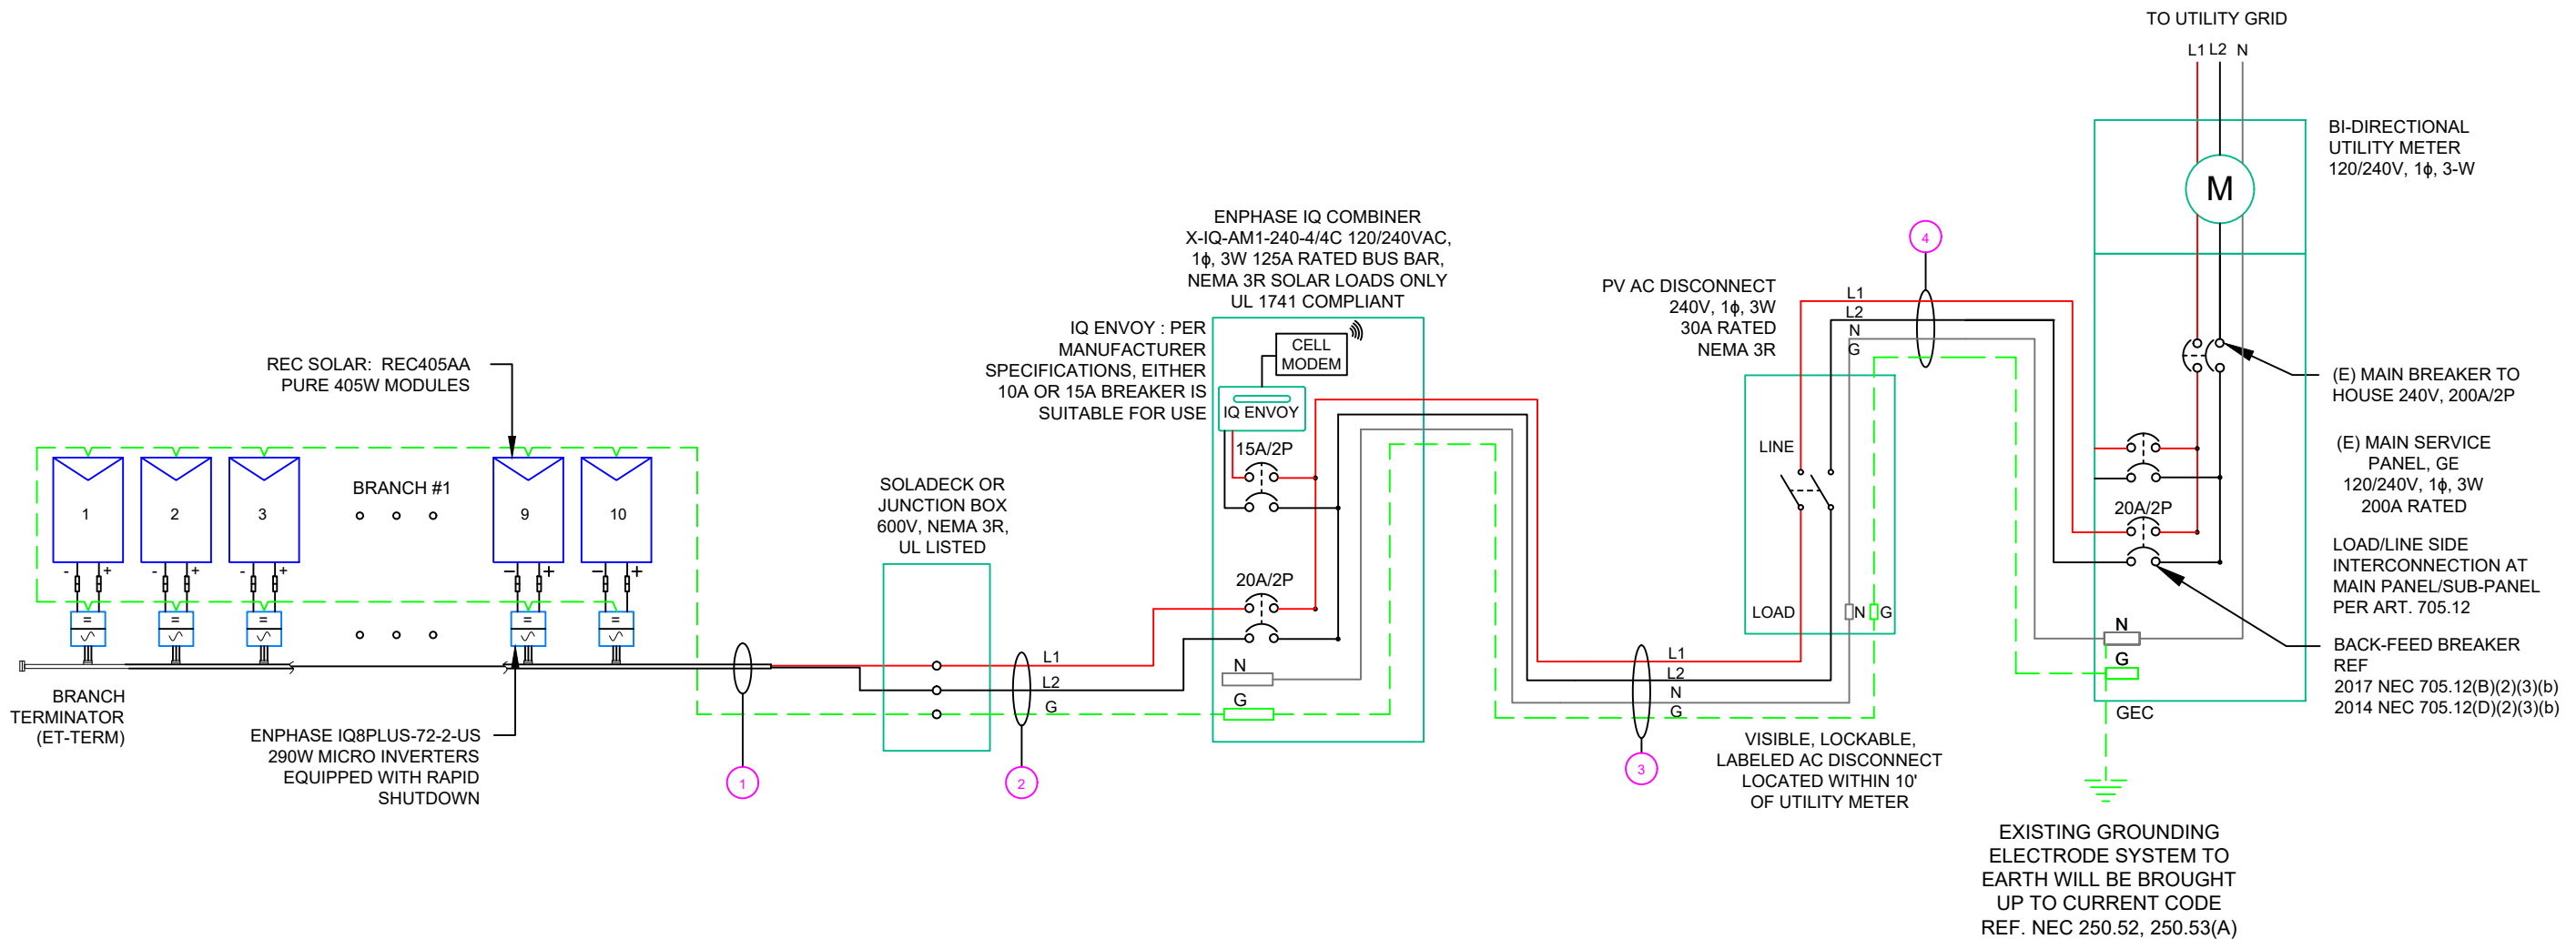 TO UTILITY GRID
L1 L2 N
BI-DIRECTIONAL
UTILITY METER
120/240V, 1ϕ, 3-W
M
ENPHASE IQ COMBINER
X-IQ-AM1-240-4/4C 120/240VAC,
1ϕ, 3W 125A RATED BUS BAR,
NEMA 3R SOLAR LOADS ONLY
UL 1741 COMPLIANT
4
PV AC DISCONNECT
240V, 1ϕ, 3W
30A RATED
NEMA 3R
L1
L2
N
G
IQ ENVOY : PER
MANUFACTURER
SPECIFICATIONS, EITHER
10A OR 15A BREAKER IS
SUITABLE FOR USE
CELL
MODEM
IQ ENVOY
15A/2P
20A/2P
N
G
REC SOLAR: REC405AA
PURE 405W MODULES
(E) MAIN BREAKER TO
HOUSE 240V, 200A/2P
(E) MAIN SERVICE
PANEL, GE
120/240V, 1ϕ, 3W
200A RATED
20A/2P
LOAD/LINE SIDE
INTERCONNECTION AT
MAIN PANEL/SUB-PANEL
PER ART. 705.12
BACK-FEED BREAKER
REF
2017 NEC 705.12(B)(2)(3)(b)
2014 NEC 705.12(D)(2)(3)(b)
N
G
GEC
LINE
LOAD
N G
SOLADECK OR
JUNCTION BOX
600V, NEMA 3R,
UL LISTED
BRANCH #1
1 2 3 9 10
- + - + - + - + - +
= = = = =
BRANCH
TERMINATOR
(ET-TERM)
ENPHASE IQ8PLUS-72-2-US
290W MICRO INVERTERS
EQUIPPED WITH RAPID
SHUTDOWN
1
L1
L2
G
2
L1
L2
N
G
3
VISIBLE, LOCKABLE,
LABELED AC DISCONNECT
LOCATED WITHIN 10'
OF UTILITY METER
EXISTING GROUNDING
ELECTRODE SYSTEM TO
EARTH WILL BE BROUGHT
UP TO CURRENT CODE
REF. NEC 250.52, 250.53(A)